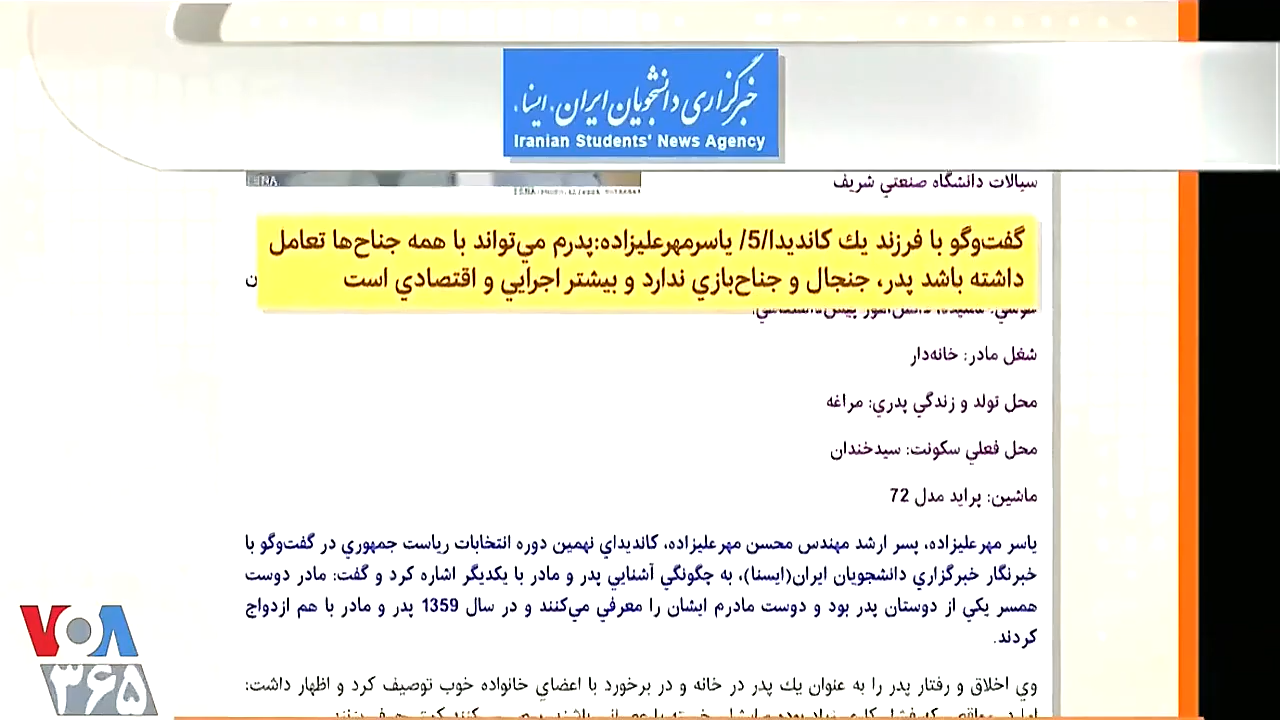 خبرگزاری دانشجویان ایران. ایسنا.
Iranian Students' News Agency
سيالات دانشگاه صنعتي شريف
گفت‌وگو با فرزند يك كانديدا/5/ ياسرمهرعليزاده:پدرم مي‌تواند با همه جناح‌ها تعامل
داشته باشد پدر، جنجال و جناح‌بازي ندارد و بيشتر اجرايي و اقتصادي است
شغل مادر: خانه‌دار
محل تولد و زندگي پدري: مراغه
محل فعلي سكونت: سيدخندان
ماشين: پرايد مدل 72
ياسر مهرعليزاده، پسر ارشد مهندس محسن مهرعليزاده، كانديداي نهمين دوره انتخابات رياست جمهوري در گفت‌وگو با
خبرنگار خبرگزاري دانشجويان ايران(ايسنا)، به چگونگي آشنايي پدر و مادر با يكديگر اشاره كرد و گفت: مادر دوست
همسر يكي از دوستان پدر بود و دوست مادرم ايشان را معرفي مي‌كنند و در سال 1359 پدر و مادر با هم ازدواج
كردند.
وي اخلاق و رفتار پدر را به عنوان يك پدر در خانه و در برخورد با اعضاي خانواده خوب توصيف كرد و اظهار داشت:
VOA
۳۶۵